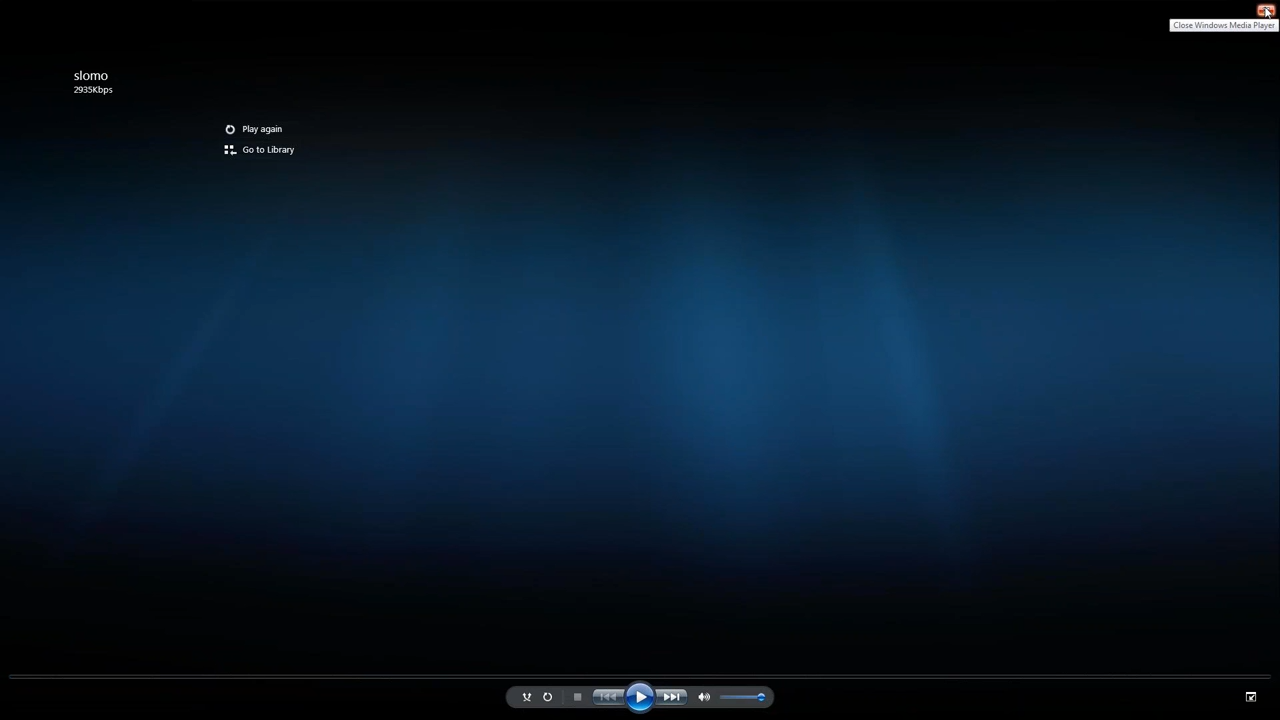 Close Windows Media Player
slomo
2935Kbps
Play again
Go to Library